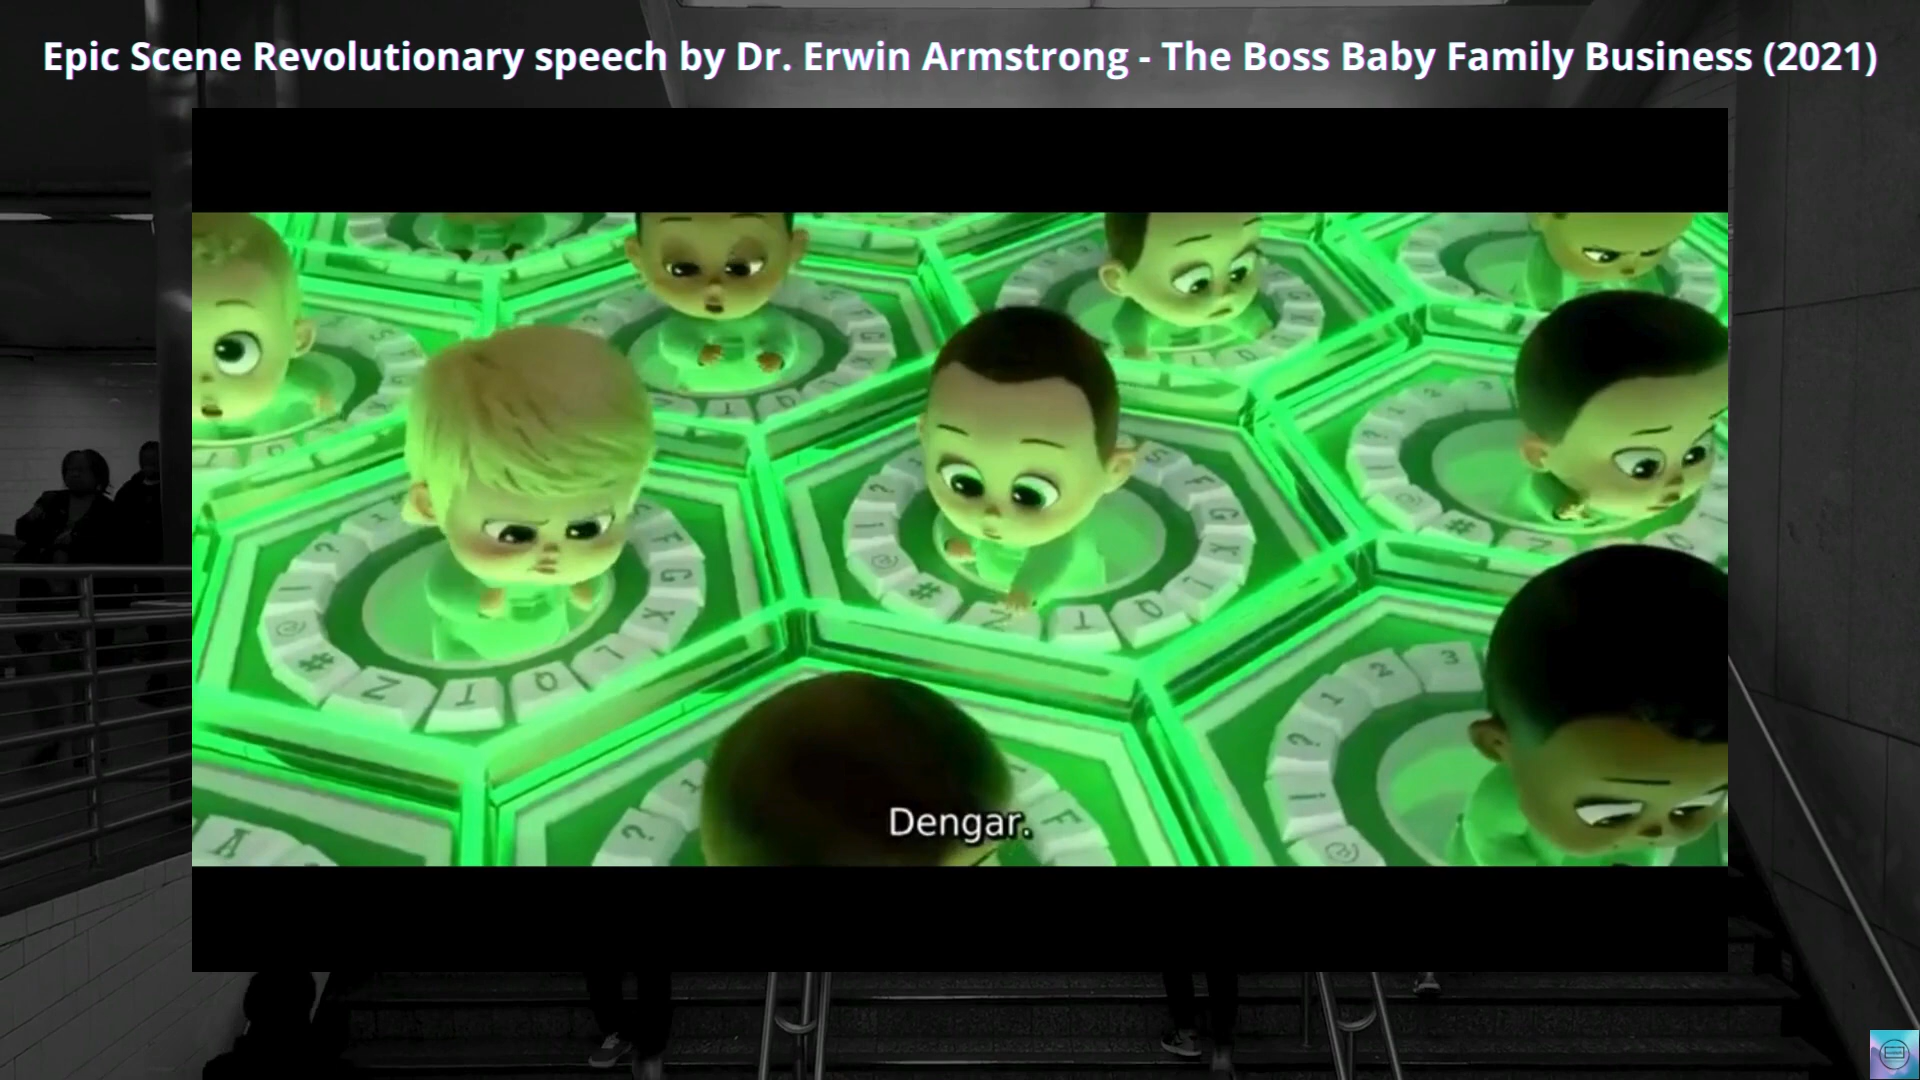 Epic Scene Revolutionary speech by Dr. Erwin Armstrong - The Boss Baby Family Business (2021)
Dengar.